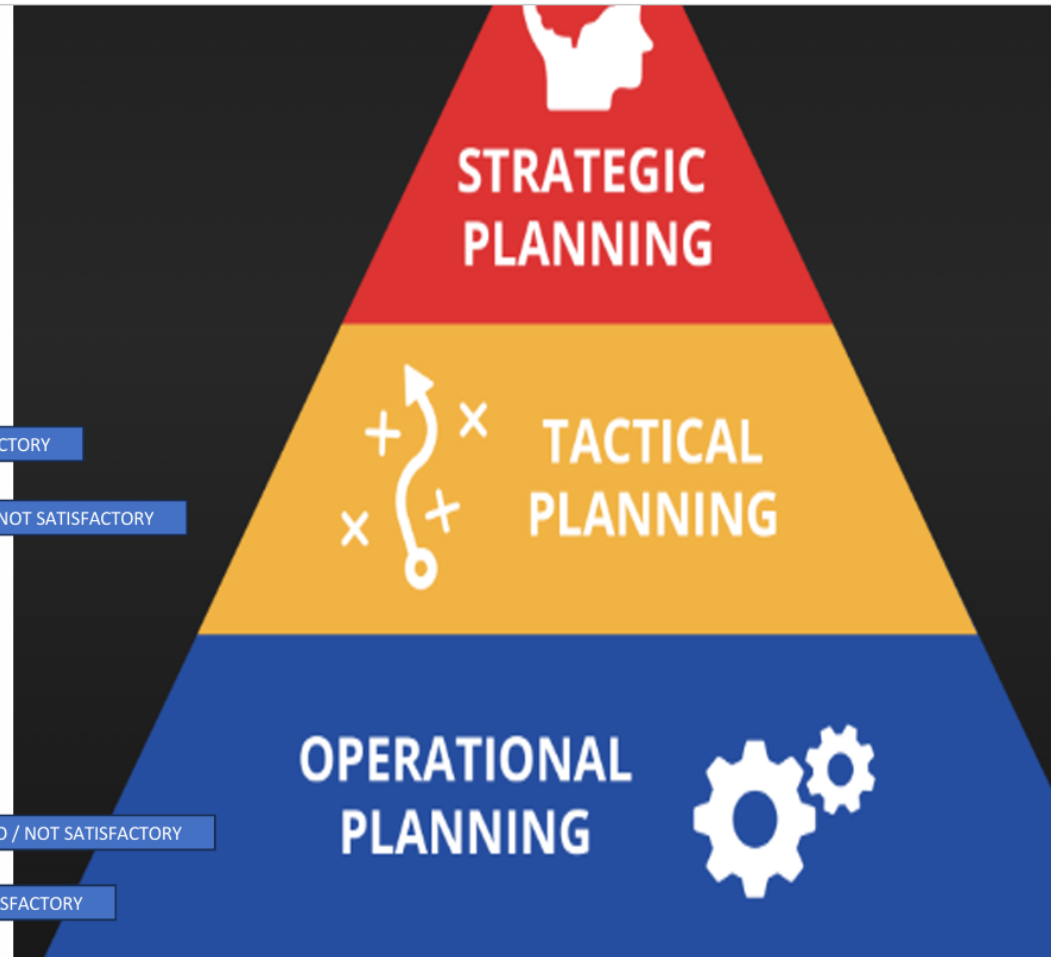 STRATEGIC
PLANNING
TACTICAL
PLANNING
CTORY
NOT SATISFACTORY
OPERATIONAL
PLANNING
/ NOT SATISFACTORY
SFACTORY